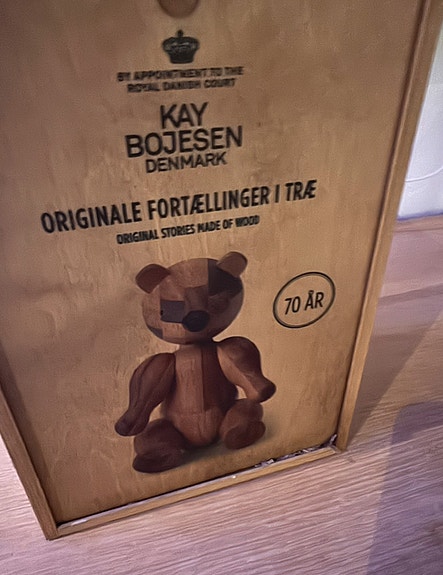 BY APPOINTMENT TO THE
ROYAL DANISH COURT
KAY
BOJESEN
DENMARK
ORIGINALE FORTÆLLINGER I TRÆ
ORIGINAL STORIES MADE OF WOOD
70 ÅR